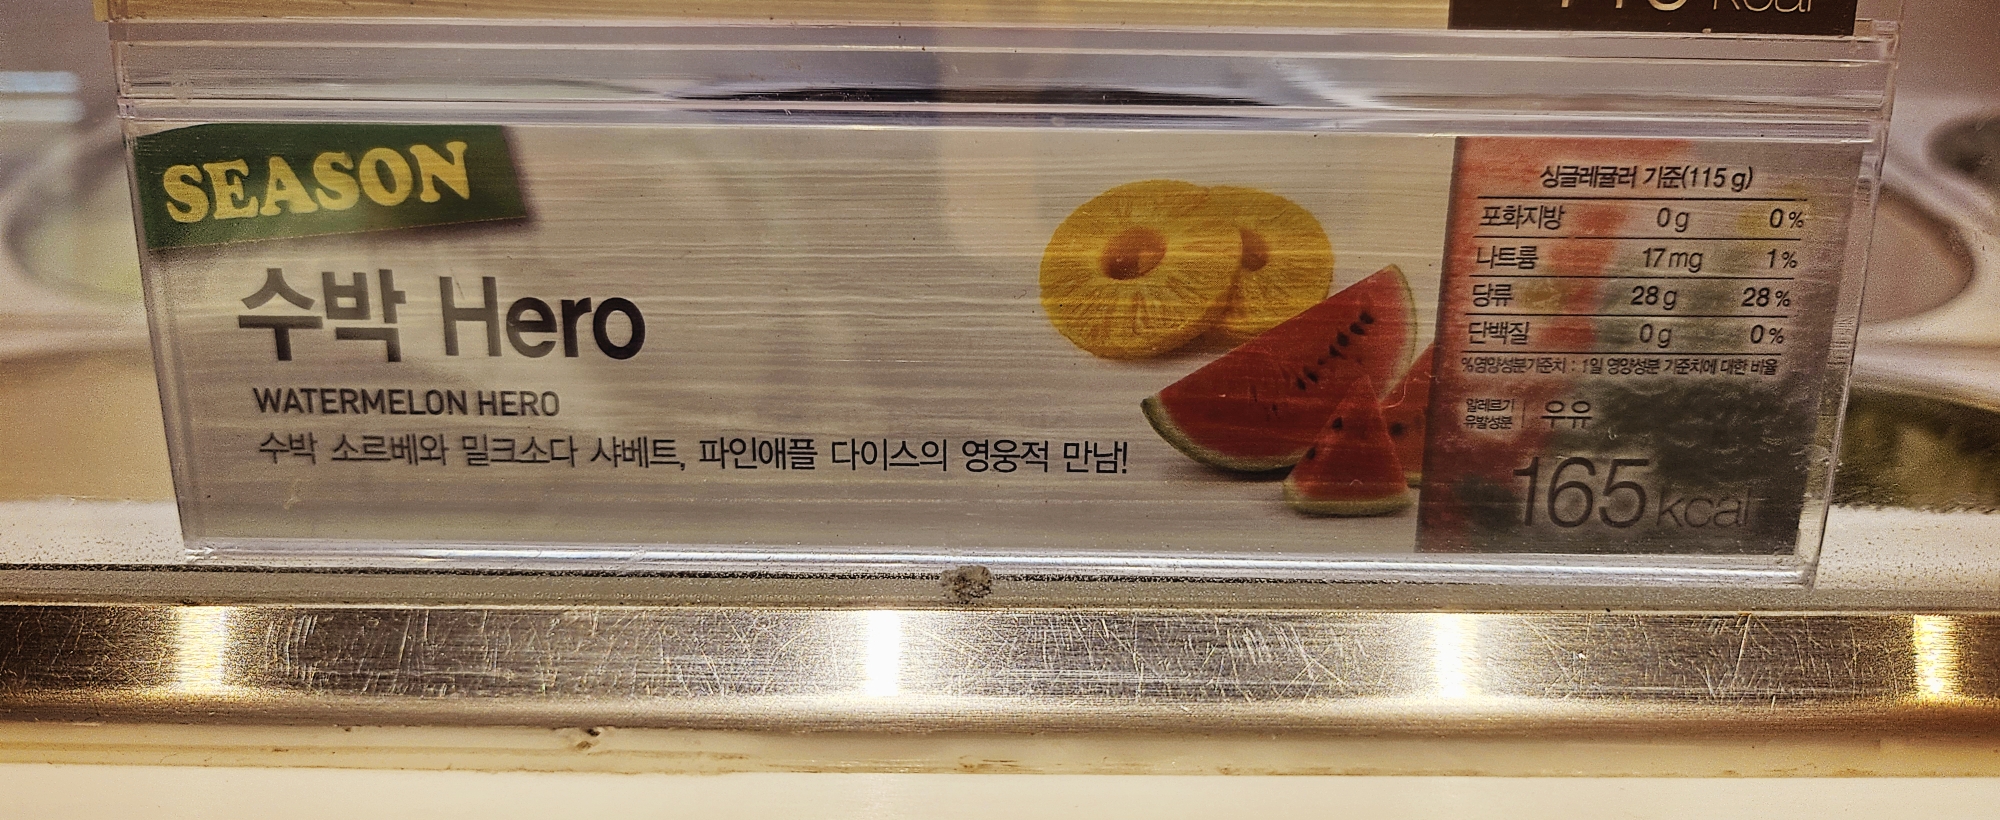 kcal
SEASON
수박 Hero
WATERMELON HERO
수박 소르베와 밀크소다 샤베트, 파인애플 다이스의 영웅적 만남!
싱글레귤러 기준(115 g)
포화지방 0 g 0 %
나트륨 17 mg 1 %
당류 28 g 28 %
단백질 0 g 0 %
%영양성분기준치 : 1일 영양성분 기준치에 대한 비율
알레르기
유발성분 우유
165 kcal